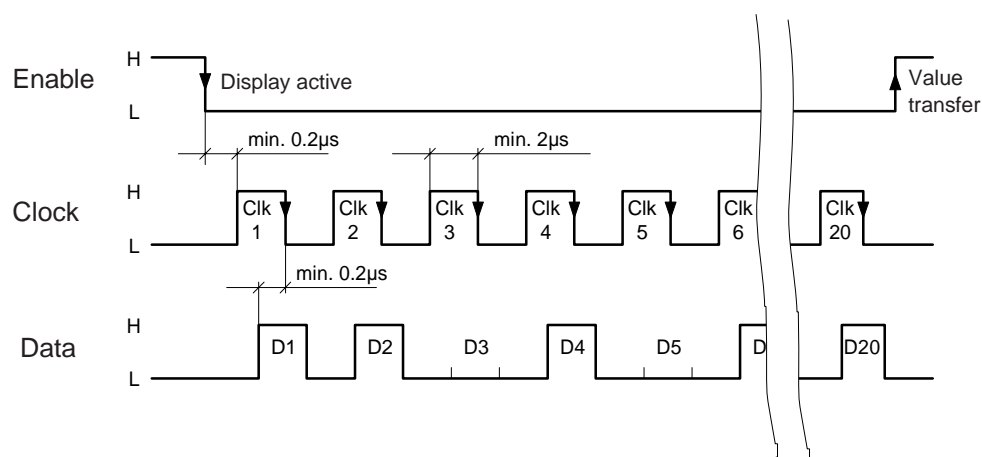 Enable
H
L
Display active
Value
transfer
min. 0.2µs
min. 2µs
Clock
H
L
Clk
1
Clk
2
Clk
3
Clk
4
Clk
5
Clk
6
Clk
20
min. 0.2µs
Data
H
L
D1
D2
D3
D4
D5
D
D20